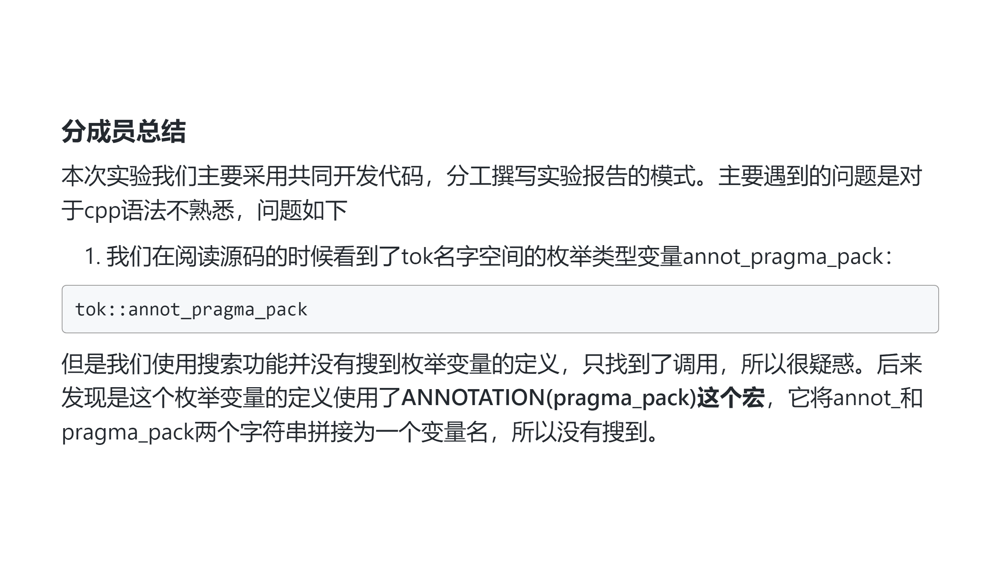 分成员总结
本次实验我们主要采用共同开发代码，分工撰写实验报告的模式。主要遇到的问题是对
于cpp语法不熟悉，问题如下
1. 我们在阅读源码的时候看到了tok名字空间的枚举类型变量annot_pragma_pack：
tok::annot_pragma_pack
但是我们使用搜索功能并没有搜到枚举变量的定义，只找到了调用，所以很疑惑。后来
发现是这个枚举变量的定义使用了ANNOTATION(pragma_pack)这个宏，它将annot_和
pragma_pack两个字符串拼接为一个变量名，所以没有搜到。